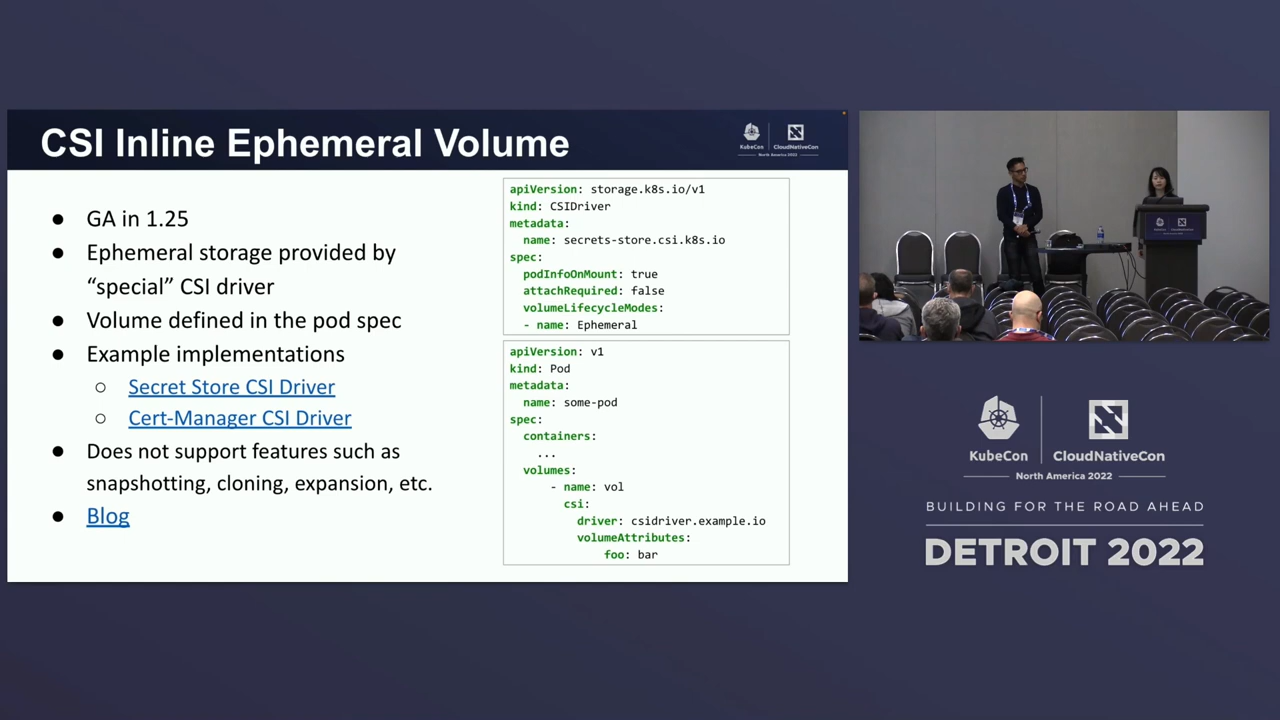 CSI Inline Ephemeral Volume
KubeCon
CloudNativeCon
North America 2022
● GA in 1.25
● Ephemeral storage provided by
“special” CSI driver
● Volume defined in the pod spec
● Example implementations
○ Secret Store CSI Driver
○ Cert-Manager CSI Driver
● Does not support features such as
snapshotting, cloning, expansion, etc.
● Blog
apiVersion: storage.k8s.io/v1
kind: CSIDriver
metadata:
  name: secrets-store.csi.k8s.io
spec:
  podInfoOnMount: true
  attachRequired: false
  volumeLifecycleModes:
  - name: Ephemeral
apiVersion: v1
kind: Pod
metadata:
  name: some-pod
spec:
  containers:
    ...
  volumes:
      - name: vol
        csi:
          driver: csidriver.example.io
          volumeAttributes:
              foo: bar
KubeCon
CloudNativeCon
North America 2022
BUILDING FOR THE ROAD AHEAD
DETROIT 2022